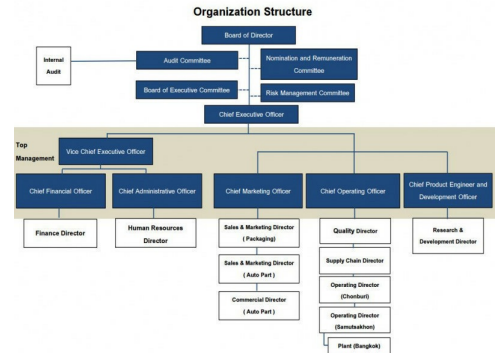 Organization Structure
Board of Director
Internal
Audit
Audit Committee
Nomination and Remuneration
Committee
Board of Executive Committee
Risk Management Committee
Chief Executive Officer
Top
Management
Vice Chief Executive Officer
Chief Financial Officer
Chief Administrative Officer
Chief Marketing Officer
Chief Operating Officer
Chief Product Engineer and
Development Officer
Finance Director
Human Resources
Director
Sales & Marketing Director
( Packaging)
Quality Director
Research &
Development Director
Sales & Marketing Director
( Auto Part )
Supply Chain Director
Commercial Director
( Auto Part )
Operating Director
(Chonburi)
Operating Director
(Samutsakhon)
Plant (Bangkok)